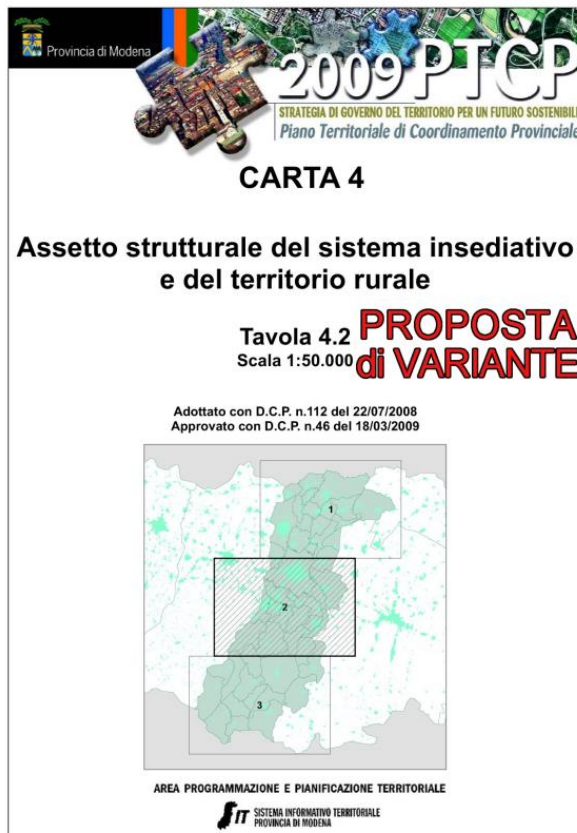 Provincia di Modena
2009 PTCP
STRATEGIA DI GOVERNO DEL TERRITORIO PER UN FUTURO SOSTENIBILE
Piano Territoriale di Coordinamento Provinciale
CARTA 4
Assetto strutturale del sistema insediativo
e del territorio rurale
Tavola 4.2
Scala 1:50.000
PROPOSTA
di VARIANTE
Adottato con D.C.P. n.112 del 22/07/2008
Approvato con D.C.P. n.46 del 18/03/2009
1
2
3
AREA PROGRAMMAZIONE E PIANIFICAZIONE TERRITORIALE
SIT SISTEMA INFORMATIVO TERRITORIALE
PROVINCIA DI MODENA